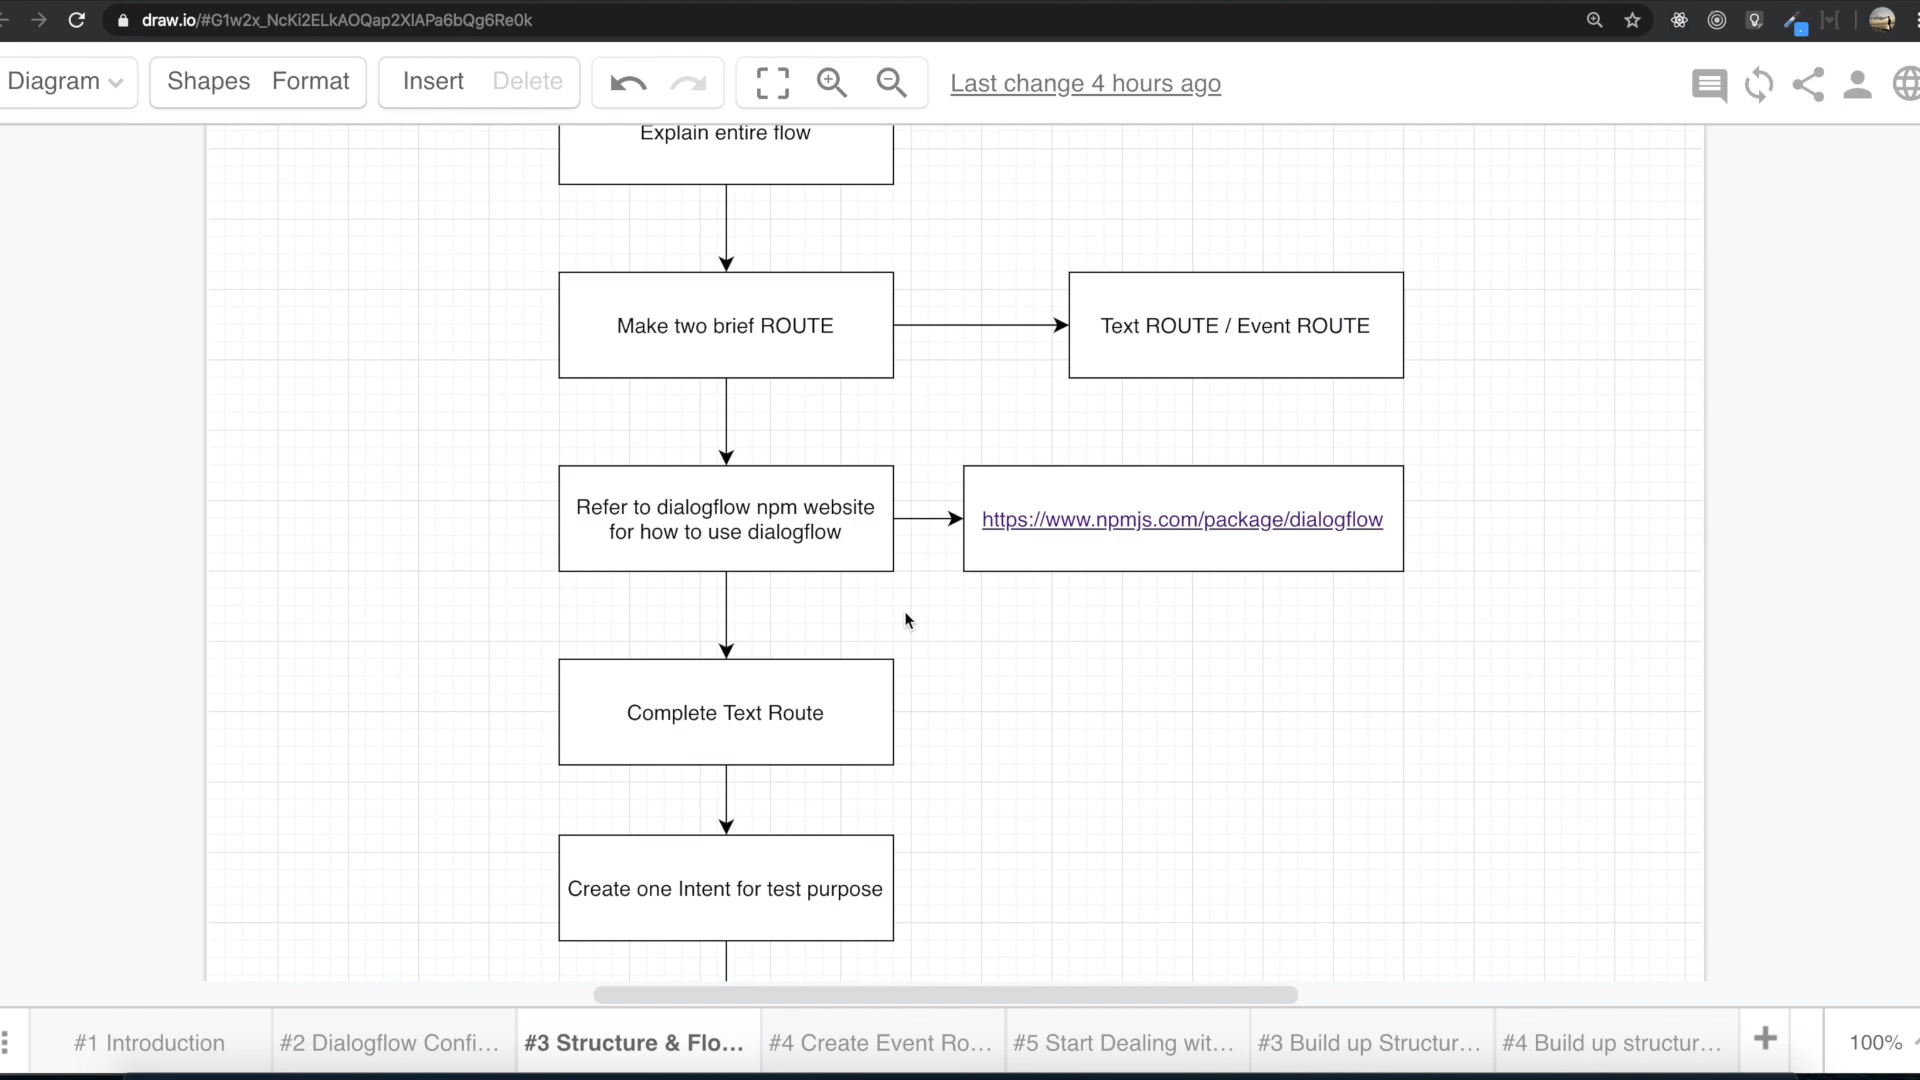 draw.io/#G1w2x_NcKi2ELkAOQap2XlAPa6bQg6Re0k
Diagram
Shapes
Format
Insert
Delete
Last change 4 hours ago
Explain entire flow
Make two brief ROUTE
Text ROUTE / Event ROUTE
Refer to dialogflow npm website
for how to use dialogflow
https://www.npmjs.com/package/dialogflow
Complete Text Route
Create one Intent for test purpose
#1 Introduction
#2 Dialogflow Confi...
#3 Structure & Flo...
#4 Create Event Ro...
#5 Start Dealing wit...
#3 Build up Structur...
#4 Build up structur...
100%